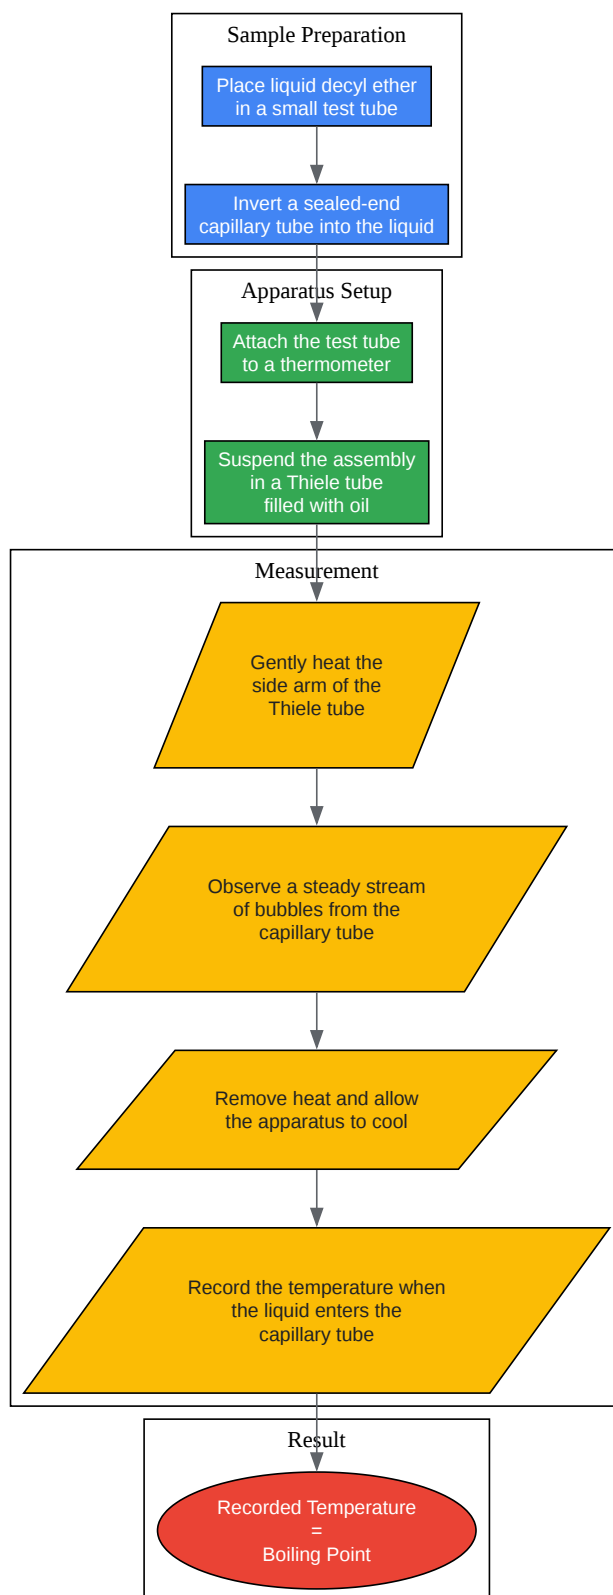 Sample Preparation
Place liquid decyl ether
in a small test tube
Invert a sealed-end
capillary tube into the liquid
Apparatus Setup
Attach the test tube
to a thermometer
Suspend the assembly
in a Thiele tube
filled with oil
Measurement
Gently heat the
side arm of the
Thiele tube
Observe a steady stream
of bubbles from the
capillary tube
Remove heat and allow
the apparatus to cool
Record the temperature when
the liquid enters the
capillary tube
Result
Recorded Temperature
=
Boiling Point